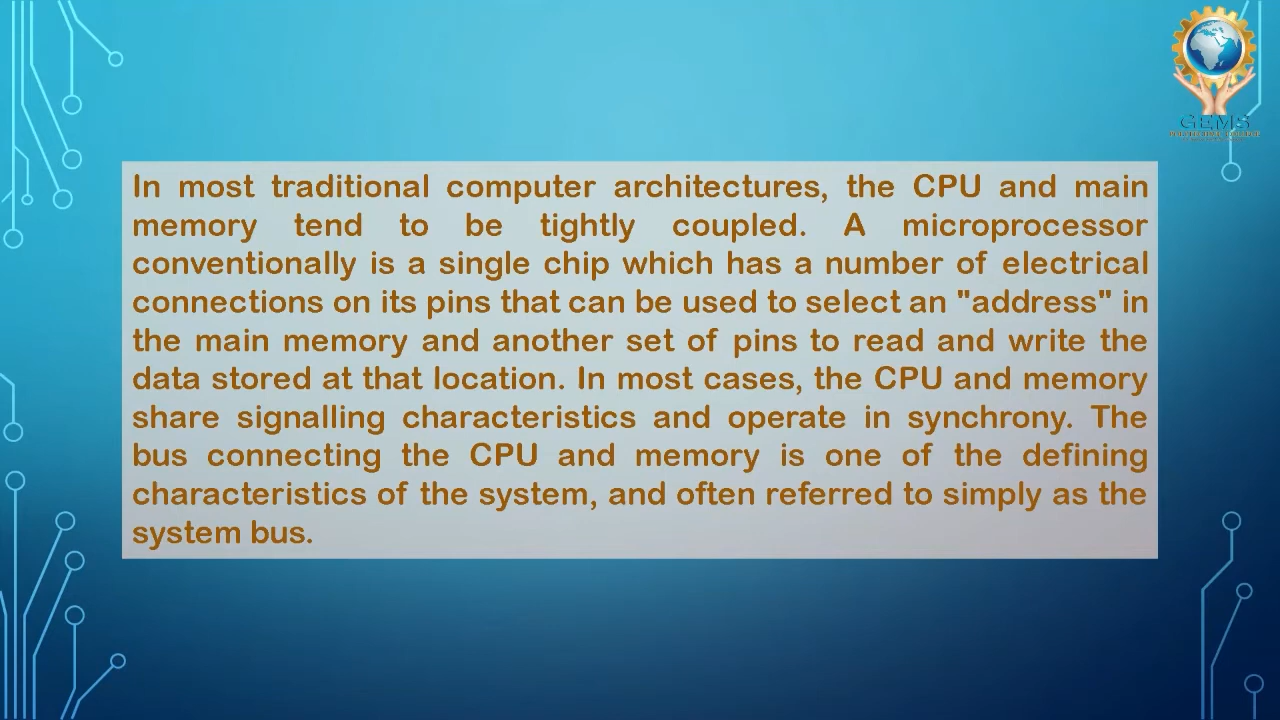 GEMS
In most traditional computer architectures, the CPU and main
memory tend to be tightly coupled. A microprocessor
conventionally is a single chip which has a number of electrical
connections on its pins that can be used to select an "address" in
the main memory and another set of pins to read and write the
data stored at that location. In most cases, the CPU and memory
share signalling characteristics and operate in synchrony. The
bus connecting the CPU and memory is one of the defining
characteristics of the system, and often referred to simply as the
system bus.